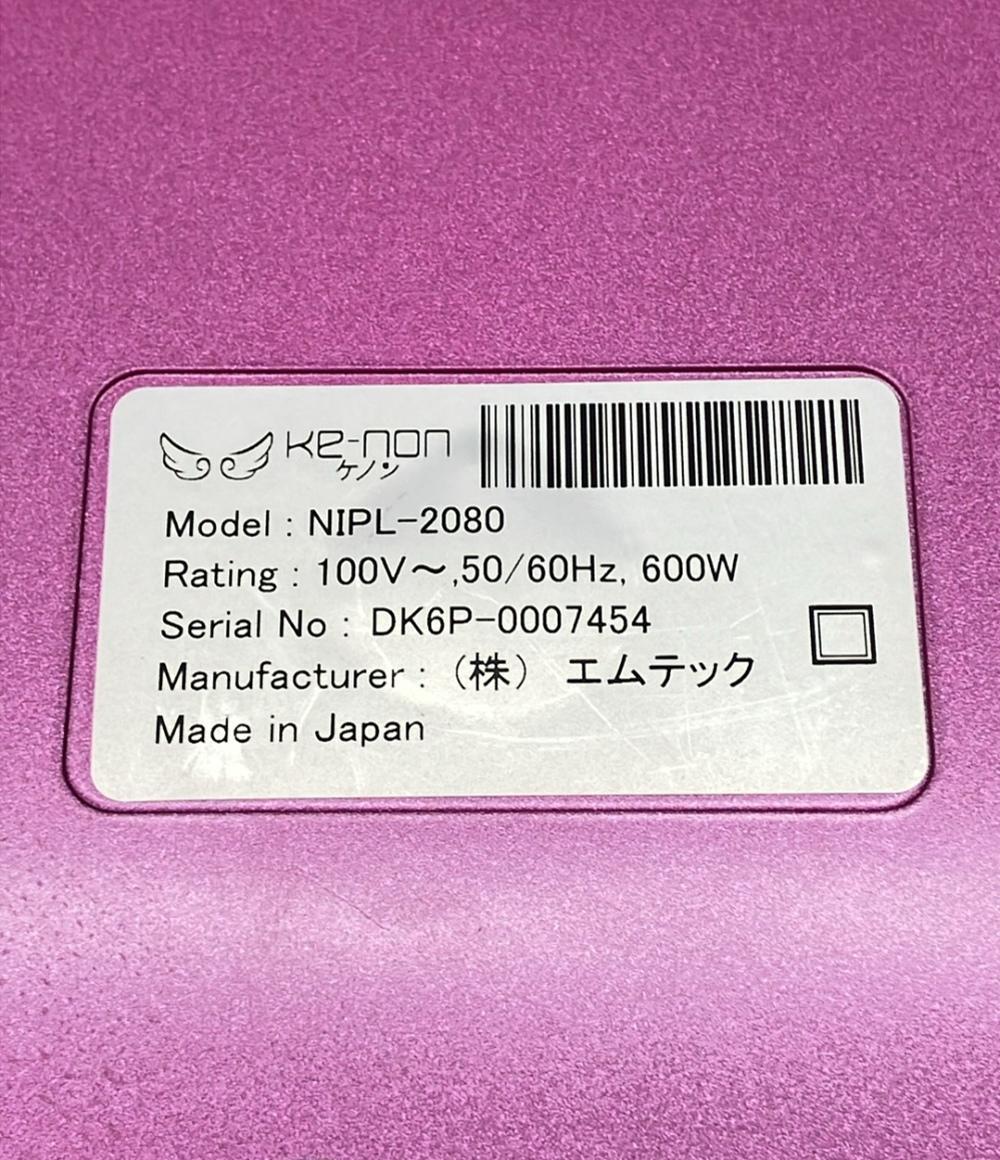 ke-non
ケノン
Model : NIPL-2080
Rating : 100V～,50/60Hz, 600W
Serial No : DK6P-0007454
Manufacturer :（株） エムテック
Made in Japan